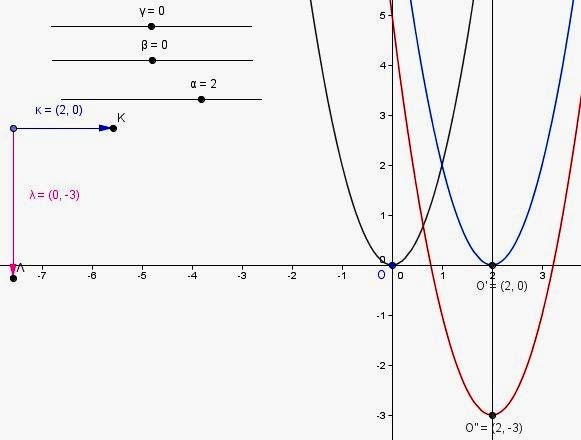 γ = 0
β = 0
α = 2
κ = (2, 0)
K
λ = (0, -3)
Λ
5
4
3
2
1
0
-1
-2
-3
-7
-6
-5
-4
-3
-2
-1
O
0
1
2
3
O' = (2, 0)
O'' = (2, -3)